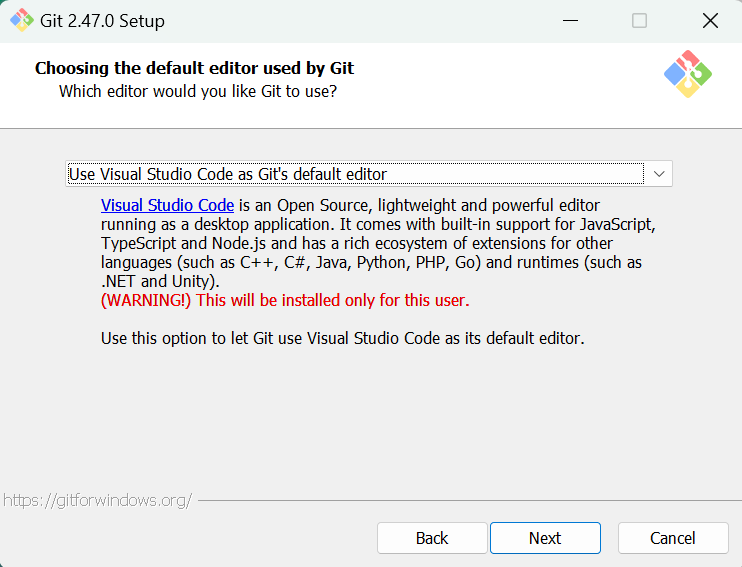 Git 2.47.0 Setup
Choosing the default editor used by Git
Which editor would you like Git to use?
Use Visual Studio Code as Git's default editor
Visual Studio Code is an Open Source, lightweight and powerful editor
running as a desktop application. It comes with built-in support for JavaScript,
TypeScript and Node.js and has a rich ecosystem of extensions for other
languages (such as C++, C#, Java, Python, PHP, Go) and runtimes (such as
.NET and Unity).
(WARNING!) This will be installed only for this user.
Use this option to let Git use Visual Studio Code as its default editor.
https://gitforwindows.org/
Back
Next
Cancel